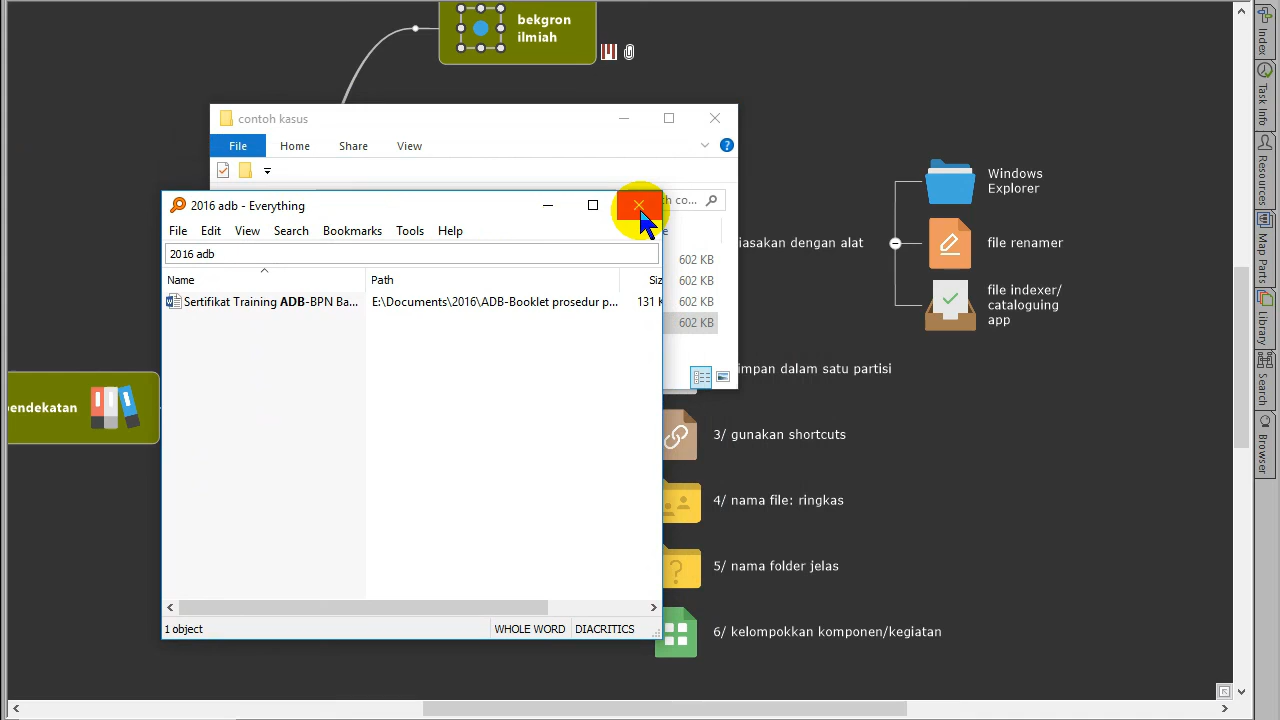 bekgron
ilmiah
contoh kasus
File Home Share View
2016 adb - Everything
h co...
File Edit View Search Bookmarks Tools Help
2016 adb
Name Path Siz
Sertifikat Training ADB-BPN Ba... E:\Documents\2016\ADB-Booklet prosedur p... 131 K
602 KB
602 KB
602 KB
602 KB
1 object WHOLE WORD DIACRITICS
pendekatan
iasakan dengan alat
Windows
Explorer
file renamer
file indexer/
cataloguing
app
impan dalam satu partisi
3/ gunakan shortcuts
4/ nama file: ringkas
5/ nama folder jelas
6/ kelompokkan komponen/kegiatan
Index
Task Info
Resources
Map Parts
Library
Search
Browser